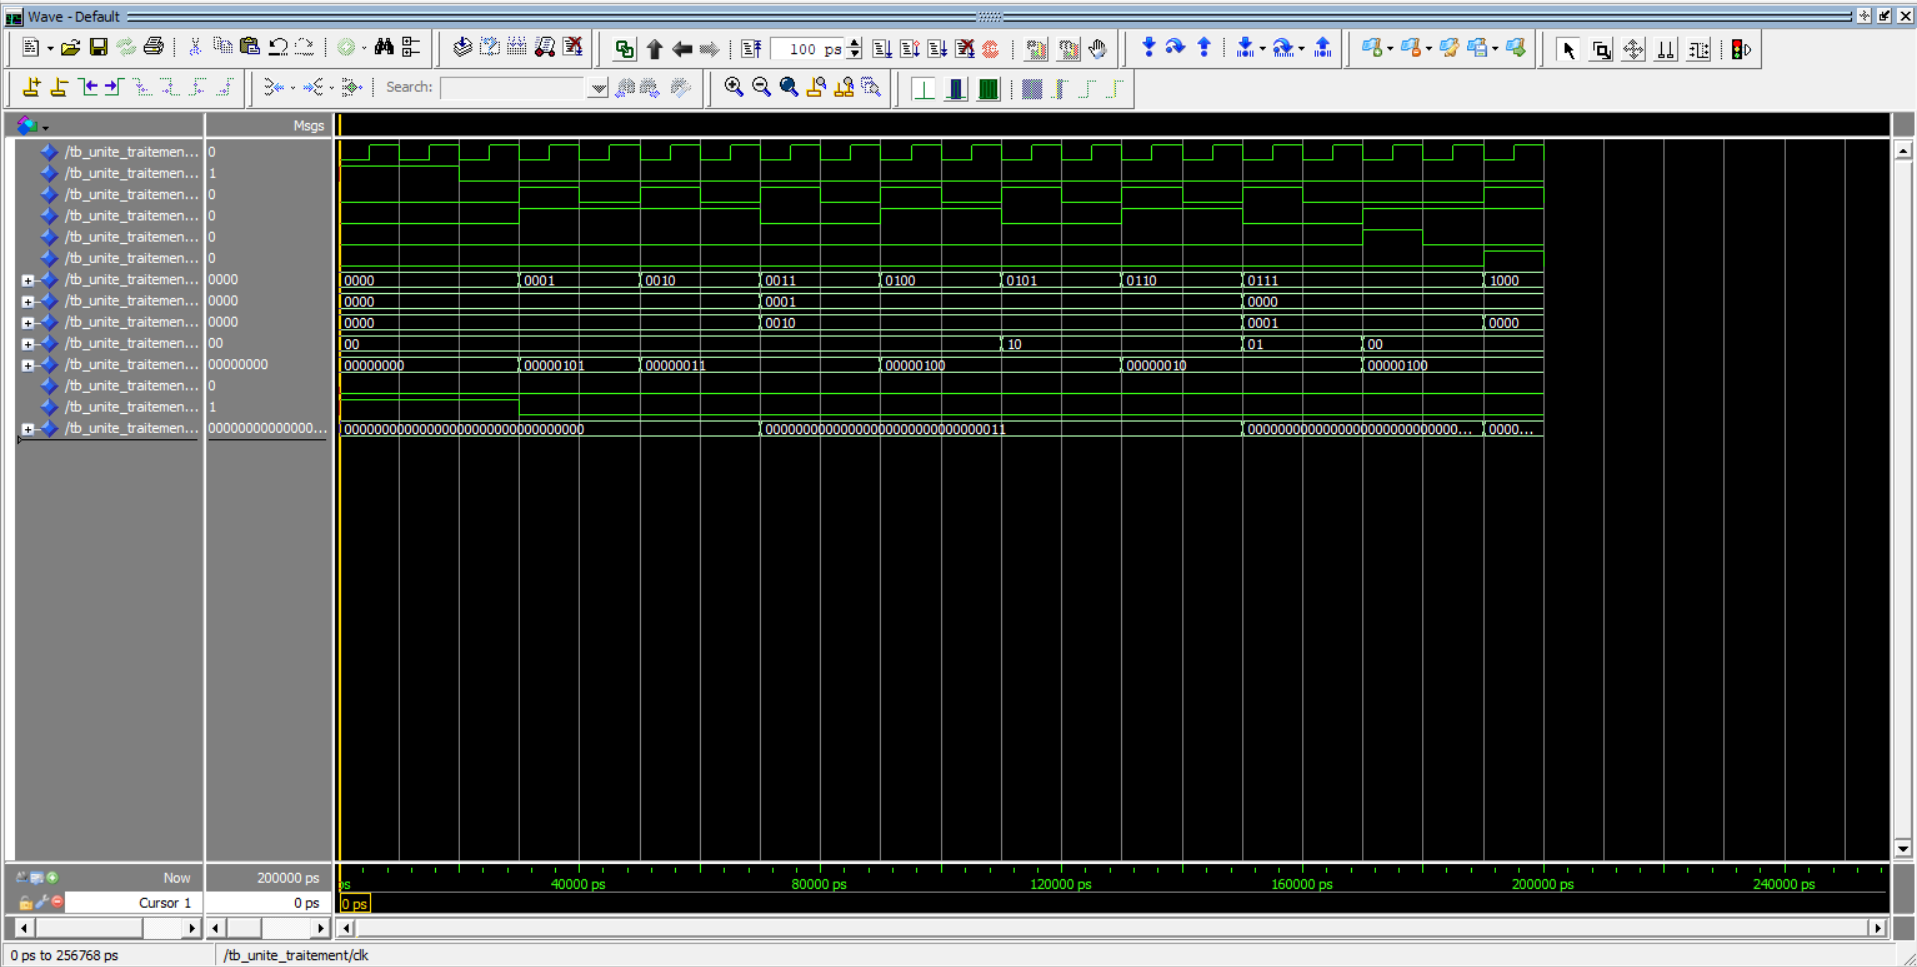 Wave - Default
100 ps
Search:
Msgs
/tb_unite_traitemen... 0
/tb_unite_traitemen... 1
/tb_unite_traitemen... 0
/tb_unite_traitemen... 0
/tb_unite_traitemen... 0
/tb_unite_traitemen... 0
/tb_unite_traitemen... 0000 0000 0001 0010 0011 0100 0101 0110 0111 1000
/tb_unite_traitemen... 0000 0000 0001 0000
/tb_unite_traitemen... 0000 0000 0010 0001 0000
/tb_unite_traitemen... 00 00 10 01 00
/tb_unite_traitemen... 00000000 00000000 00000101 00000011 00000100 00000010 00000100
/tb_unite_traitemen... 0
/tb_unite_traitemen... 1
/tb_unite_traitemen... 00000000000000... 00000000000000000000000000000000 00000000000000000000000000000011 0000000000000000000000000000... 0000...
Now 200000 ps ps 40000 ps 80000 ps 120000 ps 160000 ps 200000 ps 240000 ps
Cursor 1 0 ps 0 ps
0 ps to 256768 ps /tb_unite_traitement/clk